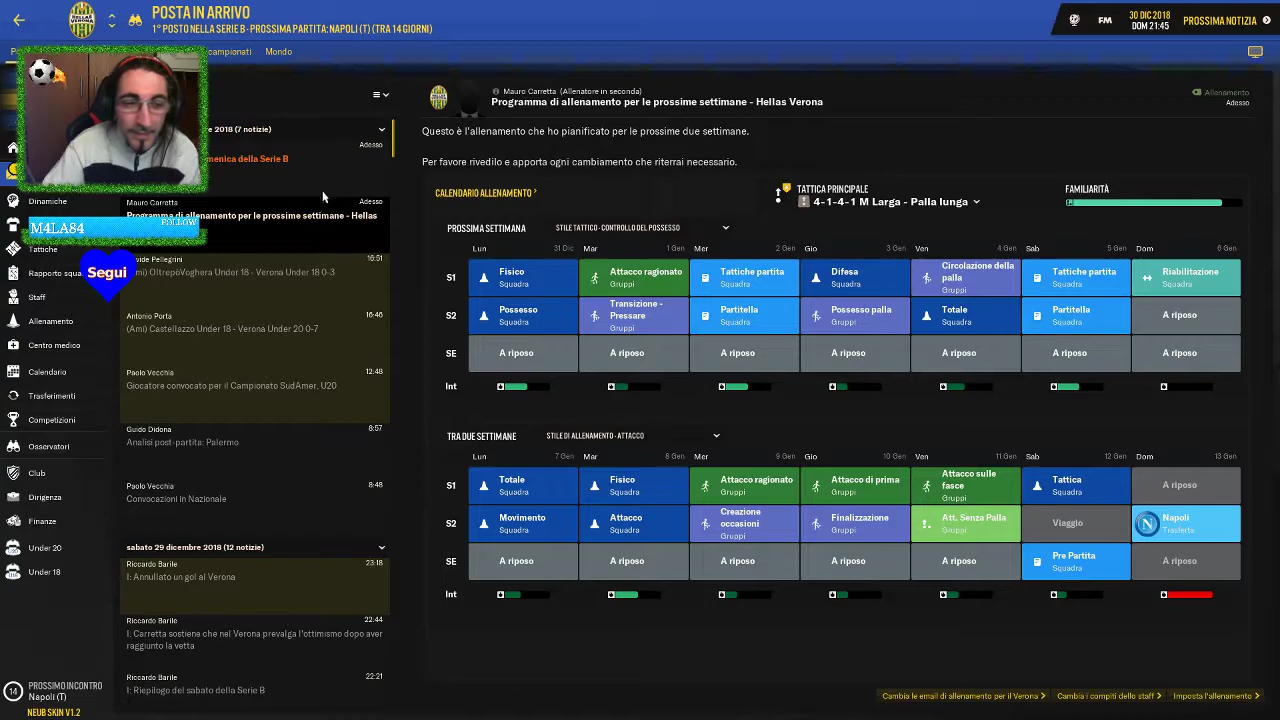 POSTA IN ARRIVO
1° POSTO NELLA SERIE B - PROSSIMA PARTITA: NAPOLI (T) (TRA 14 GIORNI)
FM
30 DIC 2018
DOM 21:45
PROSSIMA NOTIZIA
campionati
Mondo
Dinamiche
Tattiche
Rapporto squa
Staff
Allenamento
Centro medico
Calendario
Trasferimenti
Competizioni
Osservatori
Club
Dirigenza
Finanze
Under 20
Under 18
14
PROSSIMO INCONTRO
Napoli (T)
NEUB SKIN V1.2
M4LA84
FOLLOW
Segui
re 2018 (7 notizie)
Adesso
menica della Serie B
Mauro Carretta
Adesso
Programma di allenamento per le prossime settimane - Hellas
vide Pellegrini
16:51
mi) OltrepòVoghera Under 18 - Verona Under 18 0-3
Antonio Porta
16:46
(Ami) Castellazzo Under 18 - Verona Under 20 0-7
Paolo Vecchia
12:48
Giocatore convocato per il Campionato SudAmer. U20
Guido Didona
8:57
Analisi post-partita: Palermo
Paolo Vecchia
8:48
Convocazioni in Nazionale
sabato 29 dicembre 2018 (12 notizie)
Riccardo Barile
23:18
I: Annullato un gol al Verona
Riccardo Barile
22:44
I: Carretta sostiene che nel Verona prevalga l'ottimismo dopo aver
raggiunto la vetta
Riccardo Barile
22:21
I: Riepilogo del sabato della Serie B
Mauro Carretta (Allenatore in seconda)
Programma di allenamento per le prossime settimane - Hellas Verona
Allenamento
Adesso
Questo è l'allenamento che ho pianificato per le prossime due settimane.
Per favore rivedilo e apporta ogni cambiamento che riterrai necessario.
CALENDARIO ALLENAMENTO
TATTICA PRINCIPALE
4-1-4-1 M Larga - Palla lunga
FAMILIARITÀ
PROSSIMA SETTIMANA
STILE TATTICO - CONTROLLO DEL POSSESSO
Lun 31 Dic Mar 1 Gen Mer 2 Gen Gio 3 Gen Ven 4 Gen Sab 5 Gen Dom 6 Gen
S1
Fisico
Squadra
Attacco ragionato
Gruppi
Tattiche partita
Squadra
Difesa
Squadra
Circolazione della
palla
Gruppi
Tattiche partita
Squadra
Riabilitazione
Squadra
S2
Possesso
Squadra
Transizione -
Pressare
Gruppi
Partitella
Squadra
Possesso palla
Gruppi
Totale
Squadra
Partitella
Squadra
A riposo
SE
A riposo A riposo A riposo A riposo A riposo A riposo A riposo
Int
TRA DUE SETTIMANE
STILE DI ALLENAMENTO - ATTACCO
Lun 7 Gen Mar 8 Gen Mer 9 Gen Gio 10 Gen Ven 11 Gen Sab 12 Gen Dom 13 Gen
S1
Totale
Squadra
Fisico
Squadra
Attacco ragionato
Gruppi
Attacco di prima
Gruppi
Attacco sulle
fasce
Gruppi
Tattica
Squadra
A riposo
S2
Movimento
Squadra
Attacco
Squadra
Creazione
occasioni
Gruppi
Finalizzazione
Gruppi
Att. Senza Palla
Gruppi
Viaggio
Napoli
Trasferta
SE
A riposo A riposo A riposo A riposo A riposo
Pre Partita
Squadra
A riposo
Int
Cambia le email di allenamento per il Verona
Cambia i compiti dello staff
Imposta l'allenamento